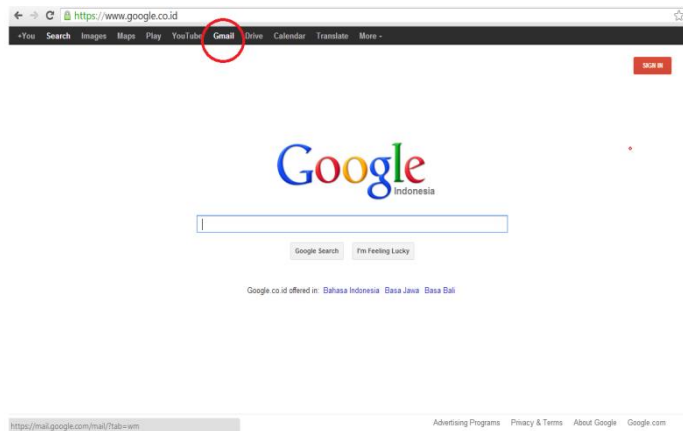 https://www.google.co.id
+You Search Images Maps Play YouTube Gmail Drive Calendar Translate More -
SIGN IN
Google
Indonesia
Google Search I'm Feeling Lucky
Google.co.id offered in: Bahasa Indonesia Basa Jawa Basa Bali
https://mail.google.com/mail/?tab=wm
Advertising Programs Privacy & Terms About Google Google.com